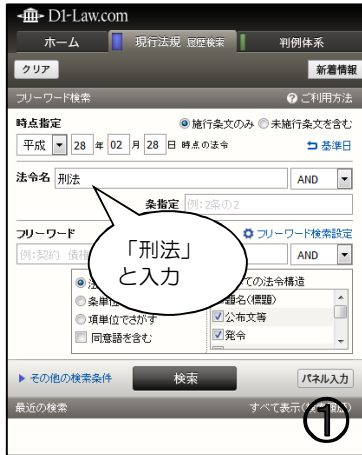 D1-Law.com
ホーム 現行法規 履歴検索 判例体系
クリア 新着情報
フリーワード検索 ? ご利用方法
時点指定 施行条文のみ 未施行条文を含む
平成 28 年 02 月 28 日 時点の法令 基準日
法令名 刑法 AND
条指定 例:2条の2
フリーワード フリーワード検索設定
例:契約 債権 AND
「刑法」
と入力
法 ての法令構造
条単位 題名(標題)
項単位でさがす 公布文等
同意語を含む 発令
その他の検索条件 検索 パネル入力
最近の検索 すべて表示
①